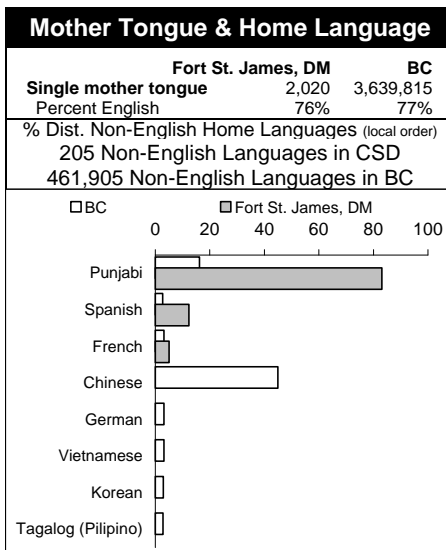 Mother Tongue & Home Language
Fort St. James, DM BC
Single mother tongue 2,020 3,639,815
Percent English 76% 77%
% Dist. Non-English Home Languages (local order)
205 Non-English Languages in CSD
461,905 Non-English Languages in BC
BC Fort St. James, DM
0 20 40 60 80 100
Punjabi
Spanish
French
Chinese
German
Vietnamese
Korean
Tagalog (Pilipino)